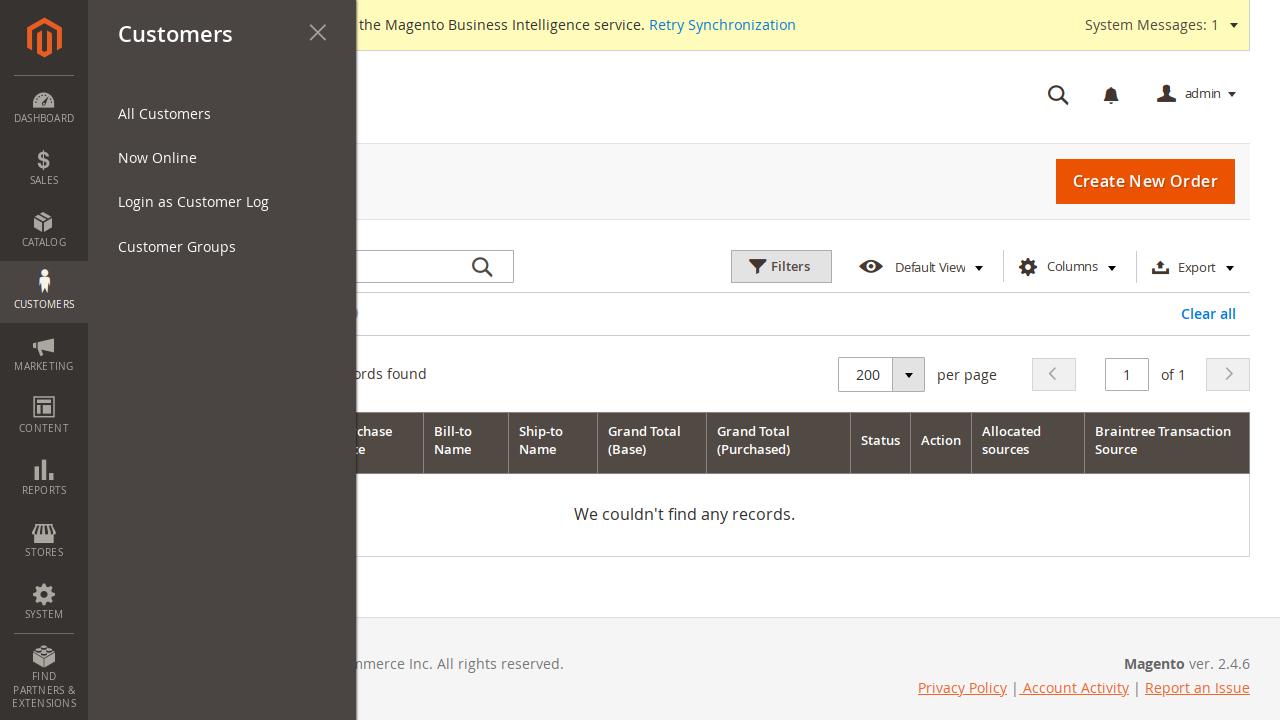 Customers
All Customers
Now Online
Login as Customer Log
Customer Groups
DASHBOARD
SALES
CATALOG
CUSTOMERS
MARKETING
CONTENT
REPORTS
STORES
SYSTEM
FIND
PARTNERS &
EXTENSIONS
the Magento Business Intelligence service. Retry Synchronization
System Messages: 1
admin
Create New Order
Filters
Default View
Columns
Export
Clear all
ords found
200
per page
1
of 1
chase
te
Bill-to
Name
Ship-to
Name
Grand Total
(Base)
Grand Total
(Purchased)
Status
Action
Allocated
sources
Braintree Transaction
Source
We couldn't find any records.
mmerce Inc. All rights reserved.
Magento ver. 2.4.6
Privacy Policy | Account Activity | Report an Issue